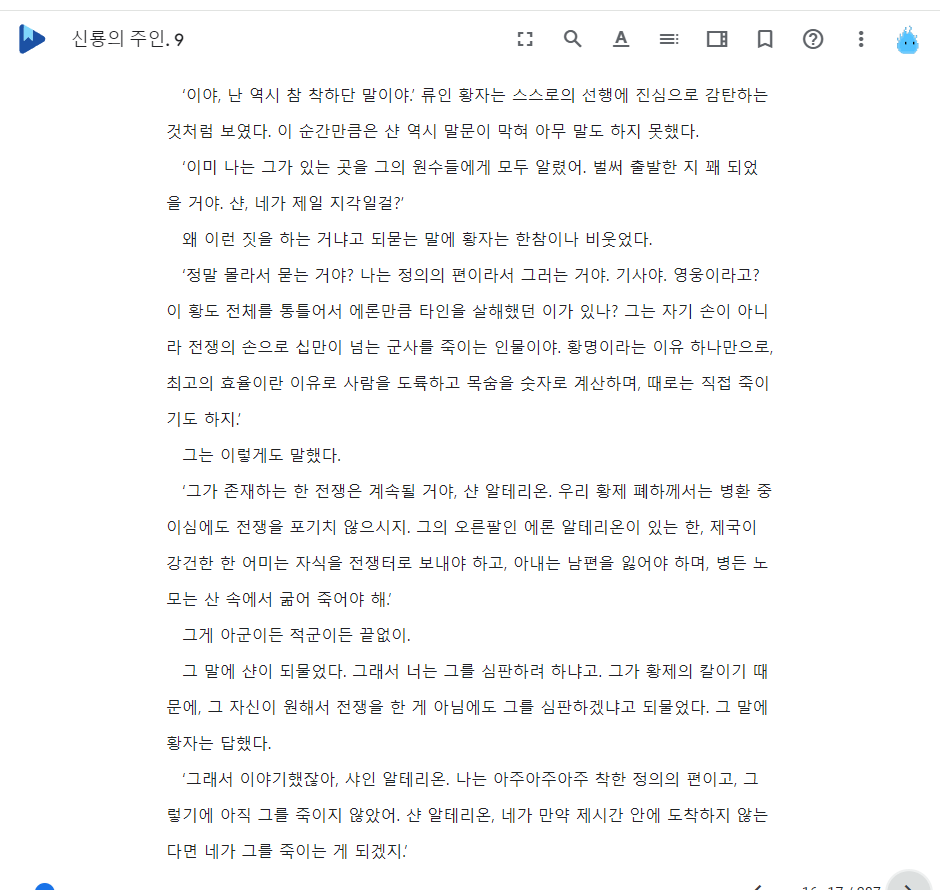 신룡의 주인. 9
‘이야, 난 역시 참 착하단 말이야.’ 류인 황자는 스스로의 선행에 진심으로 감탄하는
것처럼 보였다. 이 순간만큼은 샨 역시 말문이 막혀 아무 말도 하지 못했다.
‘이미 나는 그가 있는 곳을 그의 원수들에게 모두 알렸어. 벌써 출발한 지 꽤 되었
을 거야. 샨, 네가 제일 지각일걸?’
왜 이런 짓을 하는 거냐고 되묻는 말에 황자는 한참이나 비웃었다.
‘정말 몰라서 묻는 거야? 나는 정의의 편이라서 그러는 거야. 기사야. 영웅이라고?
이 황도 전체를 통틀어서 에론만큼 타인을 살해했던 이가 있나? 그는 자기 손이 아니
라 전쟁의 손으로 십만이 넘는 군사를 죽이는 인물이야. 황명이라는 이유 하나만으로,
최고의 효율이란 이유로 사람을 도륙하고 목숨을 숫자로 계산하며, 때로는 직접 죽이
기도 하지.’
그는 이렇게도 말했다.
‘그가 존재하는 한 전쟁은 계속될 거야, 샨 알테리온. 우리 황제 폐하께서는 병환 중
이심에도 전쟁을 포기치 않으시지. 그의 오른팔인 에론 알테리온이 있는 한, 제국이
강건한 한 어미는 자식을 전쟁터로 보내야 하고, 아내는 남편을 잃어야 하며, 병든 노
모는 산 속에서 굶어 죽어야 해.’
그게 아군이든 적군이든 끝없이.
그 말에 샨이 되물었다. 그래서 너는 그를 심판하려 하냐고. 그가 황제의 칼이기 때
문에, 그 자신이 원해서 전쟁을 한 게 아님에도 그를 심판하겠냐고 되물었다. 그 말에
황자는 답했다.
‘그래서 이야기했잖아, 샤인 알테리온. 나는 아주아주아주 착한 정의의 편이고, 그
렇기에 아직 그를 죽이지 않았어. 샨 알테리온, 네가 만약 제시간 안에 도착하지 않는
다면 네가 그를 죽이는 게 되겠지.’